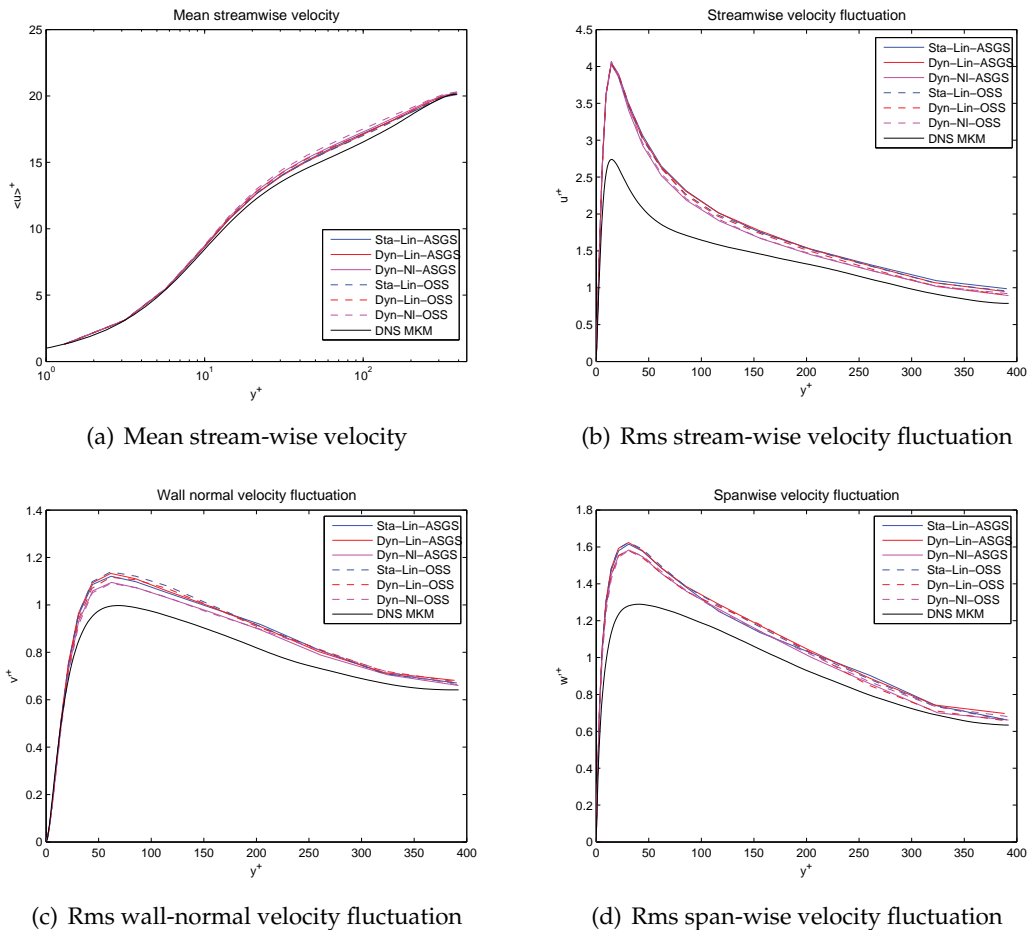 Mean streamwise velocity
25
20
15
10
5
0
<u>+
10^0
10^1
10^2
y+
Sta-Lin-ASGS
Dyn-Lin-ASGS
Dyn-Nl-ASGS
Sta-Lin-OSS
Dyn-Lin-OSS
Dyn-Nl-OSS
DNS MKM
(a) Mean stream-wise velocity
Streamwise velocity fluctuation
4.5
4
3.5
3
2.5
2
1.5
1
0.5
0
u'+
0 50 100 150 200 250 300 350 400
y+
Sta-Lin-ASGS
Dyn-Lin-ASGS
Dyn-Nl-ASGS
Sta-Lin-OSS
Dyn-Lin-OSS
Dyn-Nl-OSS
DNS MKM
(b) Rms stream-wise velocity fluctuation
Wall normal velocity fluctuation
1.4
1.2
1
0.8
0.6
0.4
0.2
0
v'+
0 50 100 150 200 250 300 350 400
y+
Sta-Lin-ASGS
Dyn-Lin-ASGS
Dyn-Nl-ASGS
Sta-Lin-OSS
Dyn-Lin-OSS
Dyn-Nl-OSS
DNS MKM
(c) Rms wall-normal velocity fluctuation
Spanwise velocity fluctuation
1.8
1.6
1.4
1.2
1
0.8
0.6
0.4
0.2
0
w'+
0 50 100 150 200 250 300 350 400
y+
Sta-Lin-ASGS
Dyn-Lin-ASGS
Dyn-Nl-ASGS
Sta-Lin-OSS
Dyn-Lin-OSS
Dyn-Nl-OSS
DNS MKM
(d) Rms span-wise velocity fluctuation